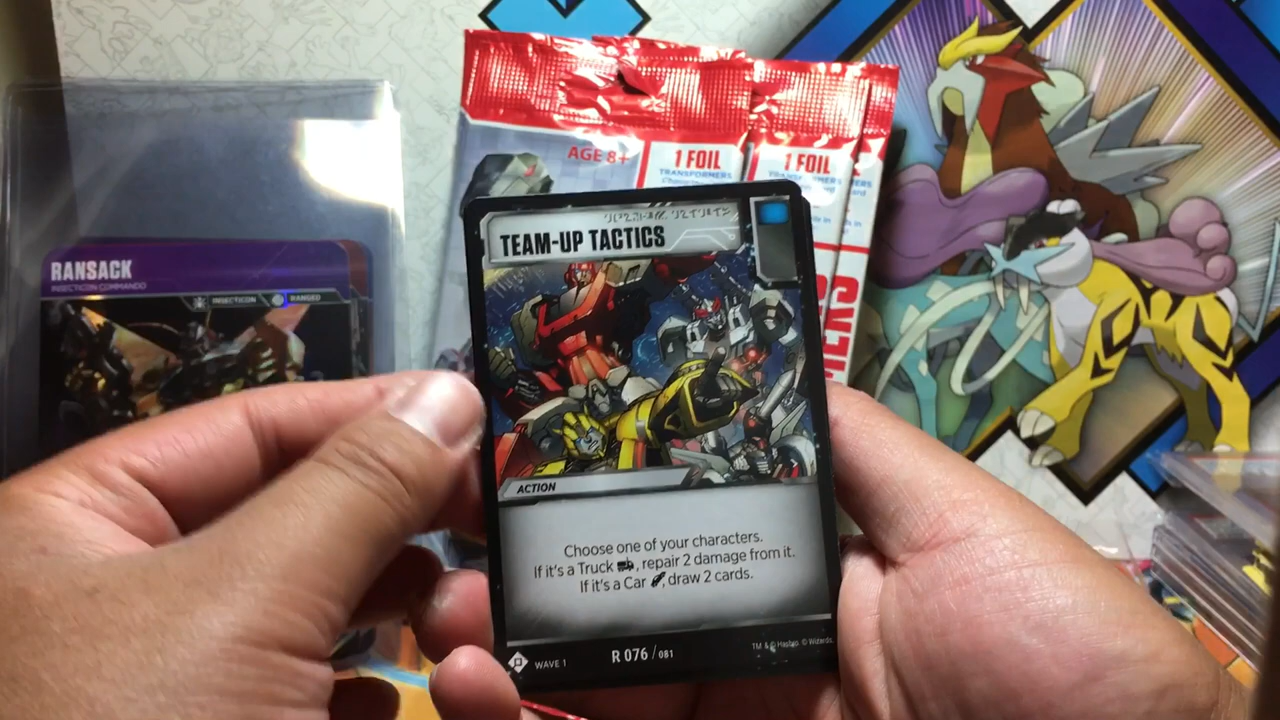 AGE 8+
1 FOIL
TRANSFORMERS
1 FOIL
TRANSFORMERS
RANSACK
INSECTICON COMMANDO
INSECTICON RANGED
TEAM-UP TACTICS
ACTION
Choose one of your characters.
If it's a Truck, repair 2 damage from it.
If it's a Car, draw 2 cards.
WAVE 1 R 076/081 TM & © Hasbro. © Wizards.